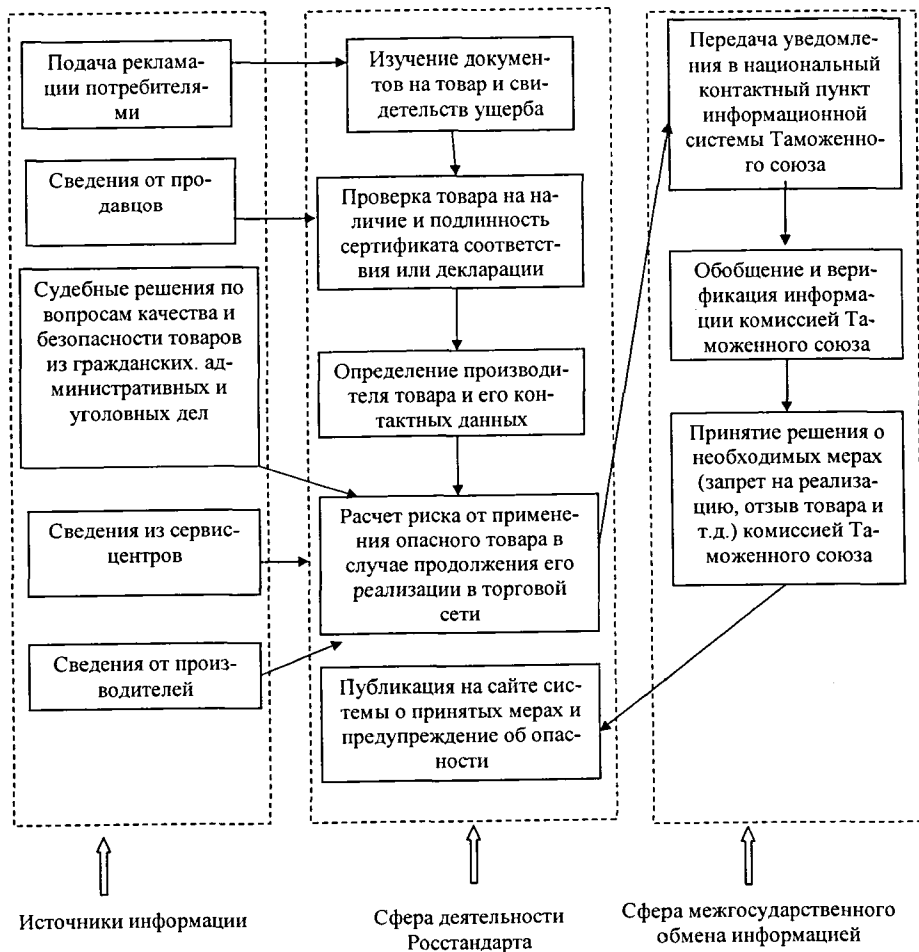 Подача реклама-
ции потребителя-
ми
Сведения от про-
давцов
Судебные решения по
вопросам качества и
безопасности товаров
из гражданских. ад-
министративных и
уголовных дел
Сведения из сервис-
центров
Сведения от произ-
водителей
Изучение докумен-
тов на товар и сви-
детельств ущерба
Проверка товара на на-
личие и подлинность
сертификата соответст-
вия или декларации
Определение производи-
теля товара и его кон-
тактных данных
Расчет риска от примене-
ния опасного товара в
случае продолжения его
реализации в торговой
сети
Публикация на сайте сис-
темы о принятых мерах и
предупреждение об опас-
ности
Передача уведомле-
ния в национальный
контактный пункт
информационной
системы Таможенно-
го союза
Обобщение и вери-
фикация информа-
ции комиссией Та-
моженного союза
Принятие решения о
необходимых мерах
(запрет на реализа-
цию, отзыв товара и
т.д.) комиссией Та-
моженного союза
Источники информации
Сфера деятельности
Росстандарта
Сфера межгосударственного
обмена информацией